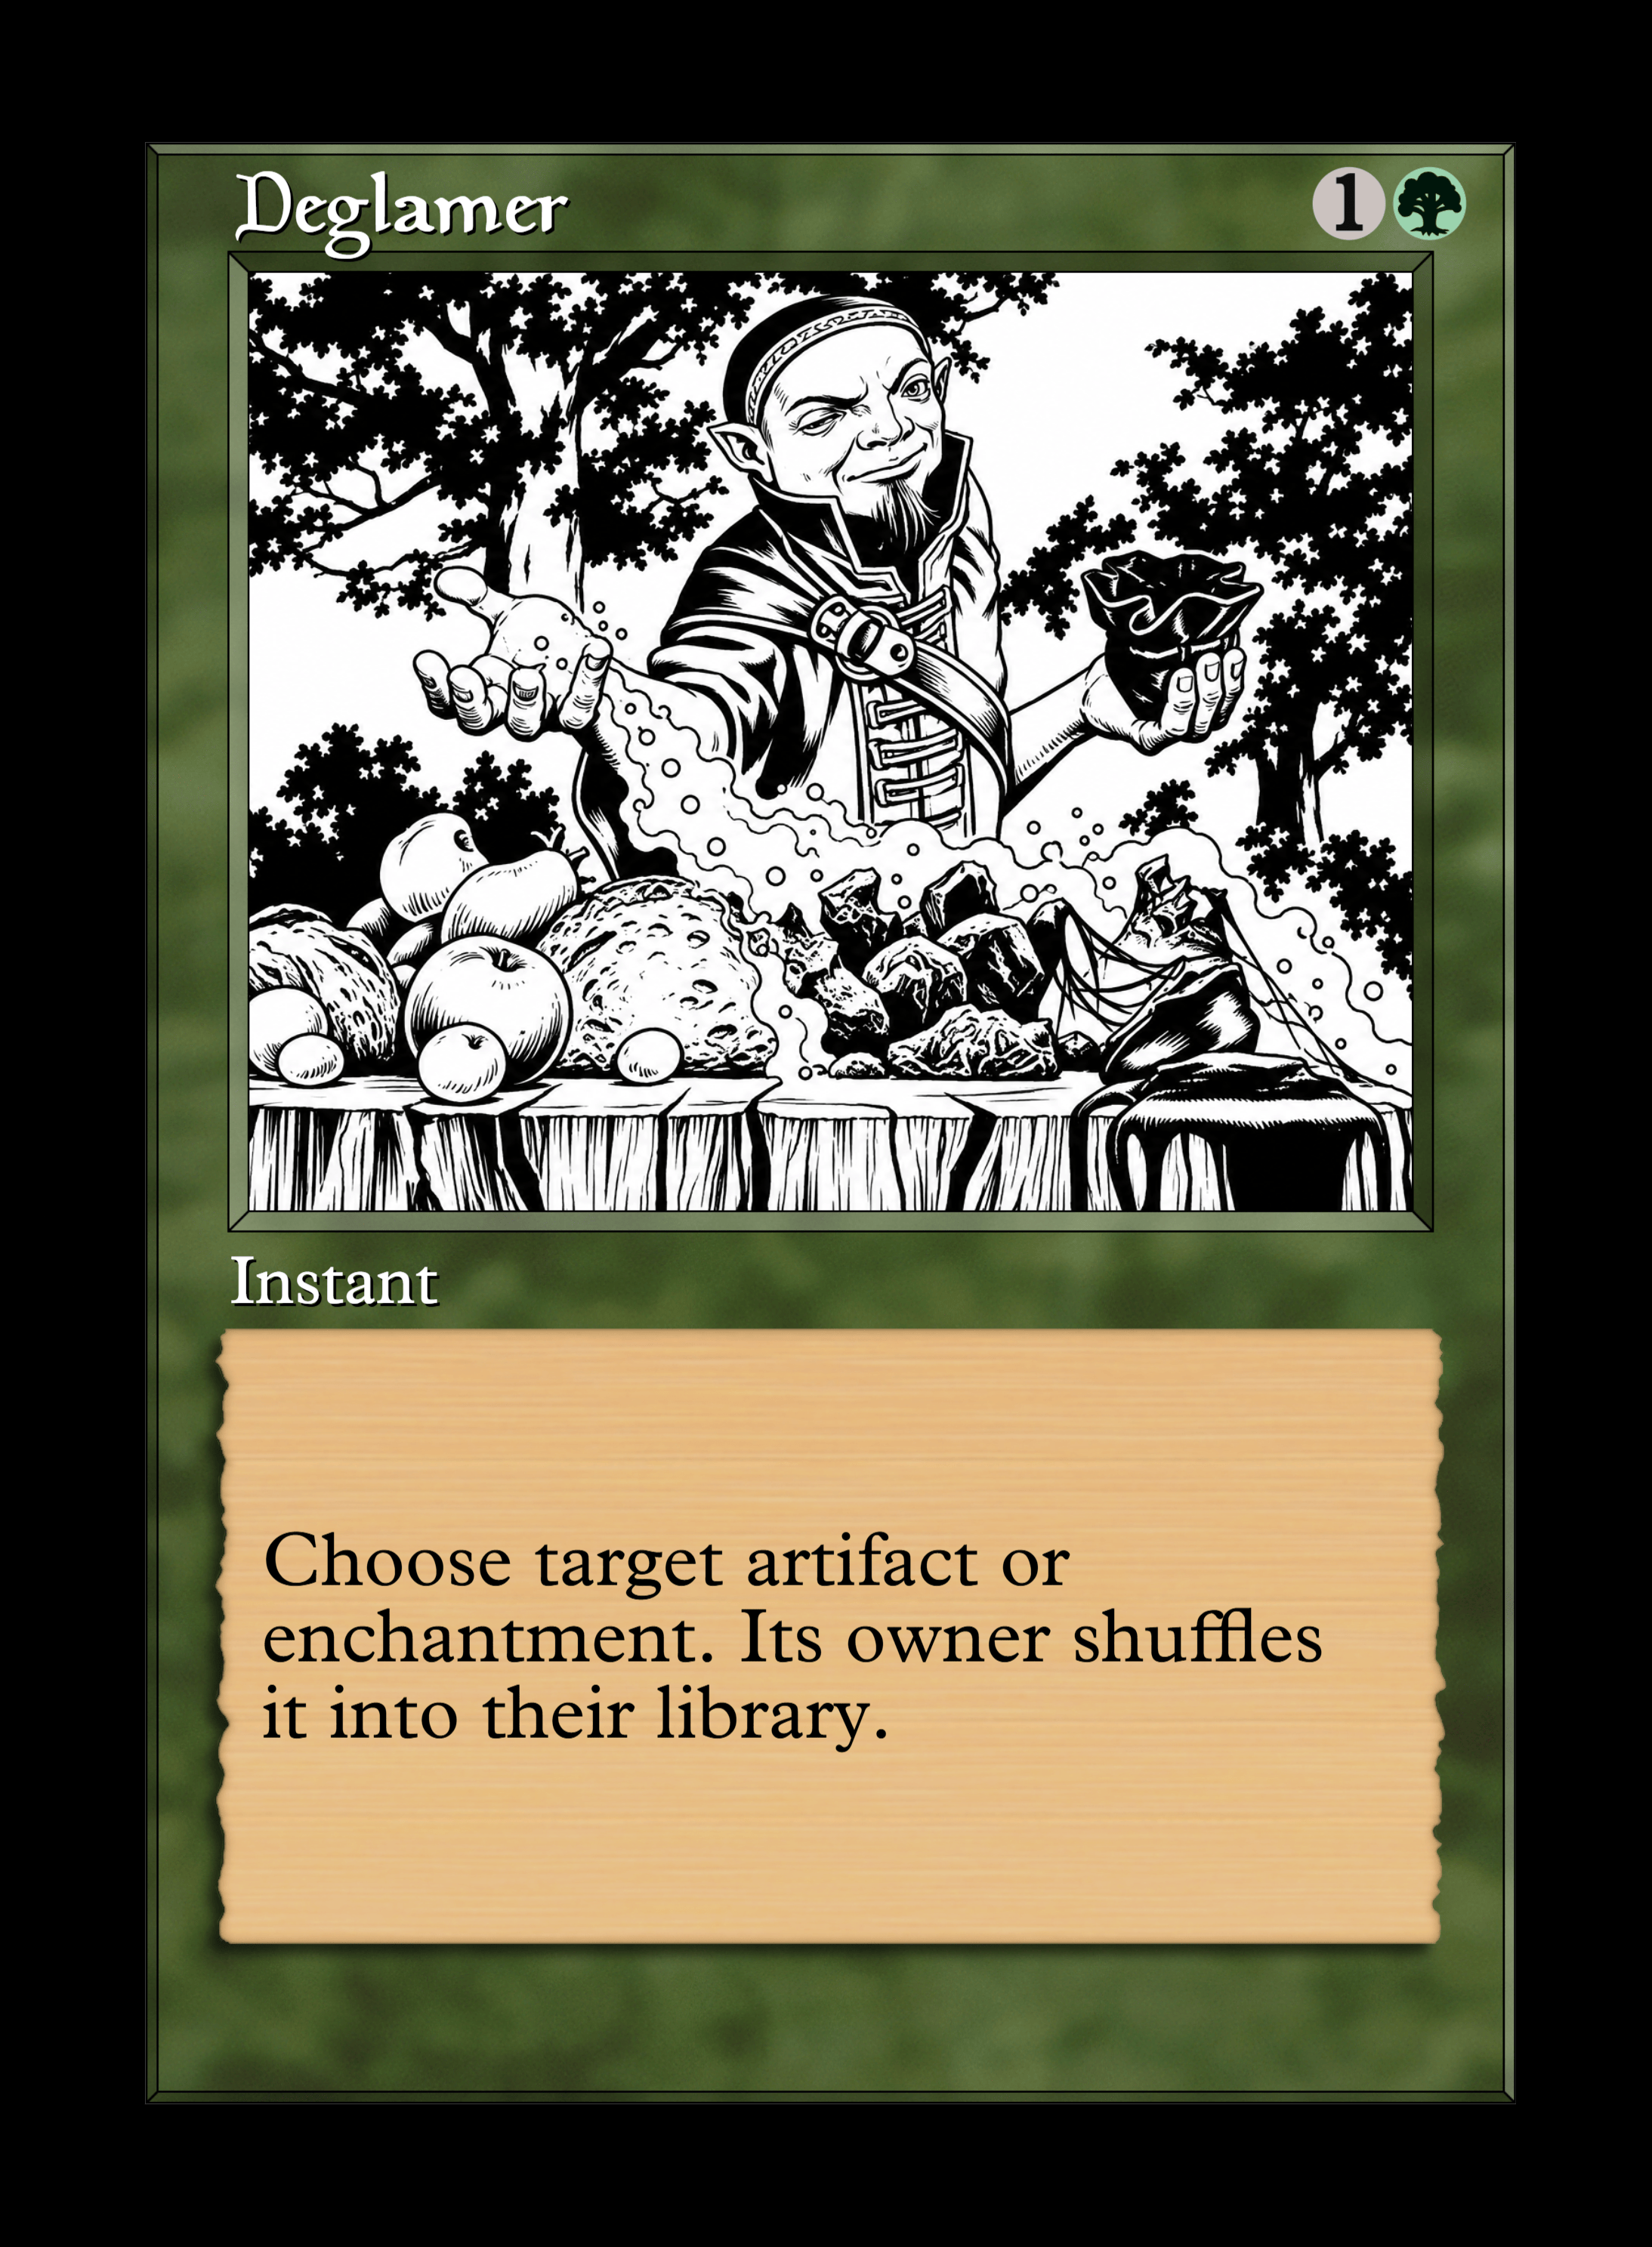 Deglamer 1
Instant
Choose target artifact or
enchantment. Its owner shuffles
it into their library.